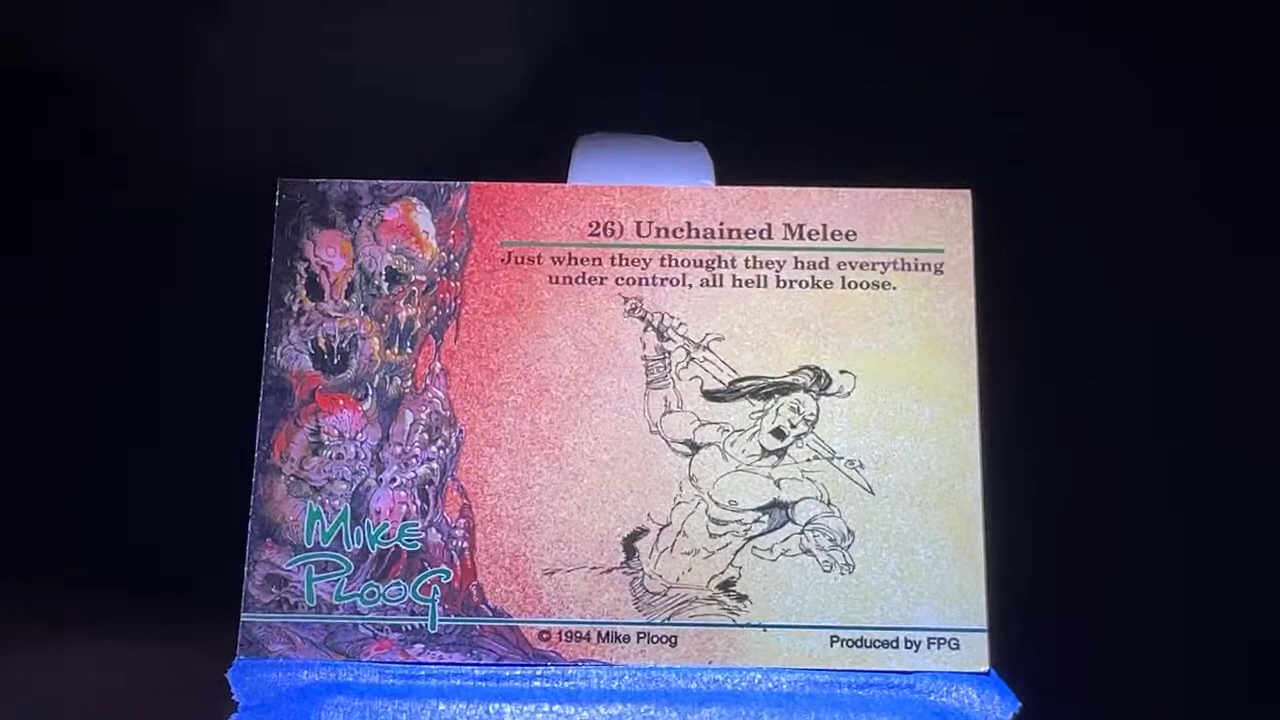 26) Unchained Melee
Just when they thought they had everything
under control, all hell broke loose.
Mike
Ploog
© 1994 Mike Ploog
Produced by FPG